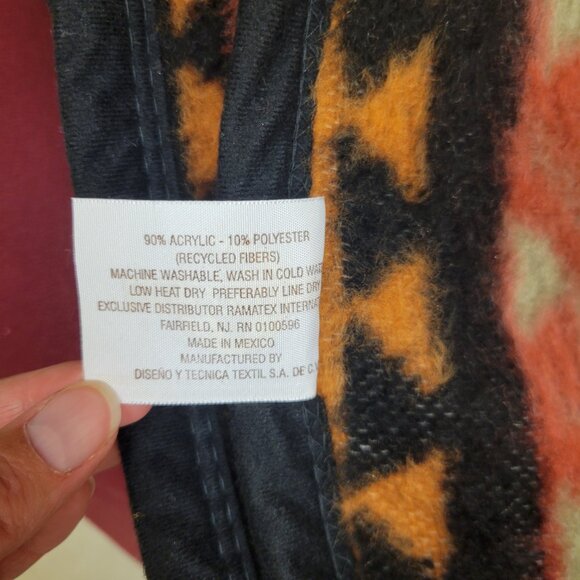 90% ACRYLIC - 10% POLYESTER
(RECYCLED FIBERS)
MACHINE WASHABLE, WASH IN COLD
LOW HEAT DRY PREFERABLY LINE DRY
EXCLUSIVE DISTRIBUTOR RAMATEX
FAIRFIELD, NJ. RN 0100596
MADE IN MEXICO
MANUFACTURED BY
DISEÑO Y TECNICA TEXTIL S.A. DE C.V.